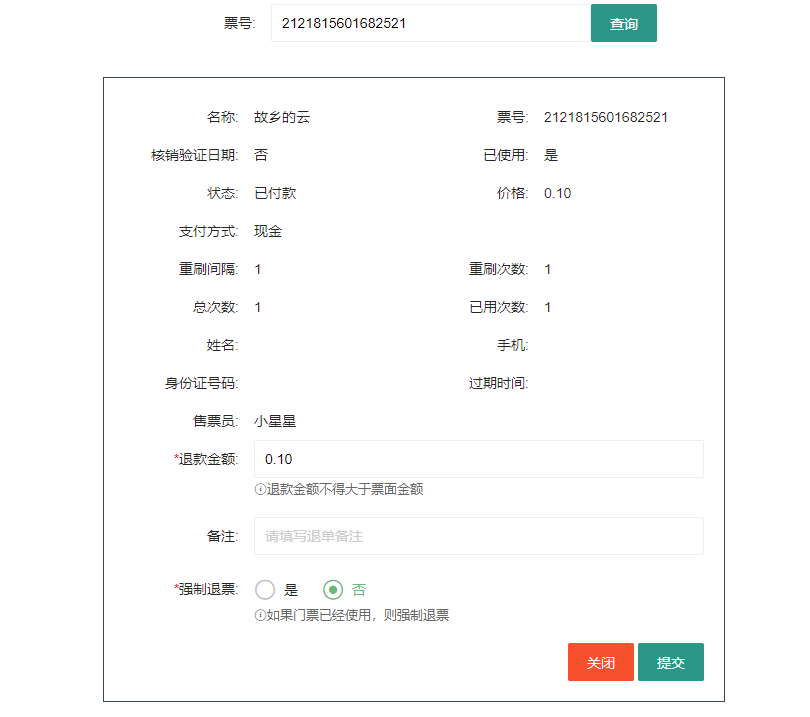 票号: 2121815601682521 查询
名称: 故乡的云 票号: 2121815601682521
核销验证日期: 否 已使用: 是
状态: 已付款 价格: 0.10
支付方式: 现金
重刷间隔: 1 重刷次数: 1
总次数: 1 已用次数: 1
姓名: 手机:
身份证号码: 过期时间:
售票员: 小星星
*退款金额: 0.10
退款金额不得大于票面金额
备注: 请填写退单备注
*强制退票: 是 否
如果门票已经使用，则强制退票
关闭 提交